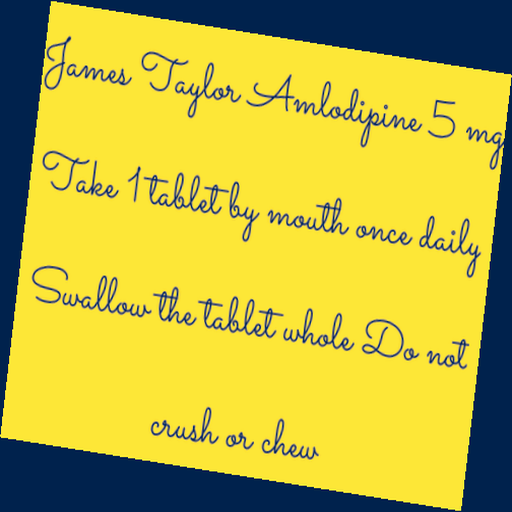 James Taylor Amlodipine 5 mg
Take 1 tablet by mouth once daily
Swallow the tablet whole Do not
crush or chew